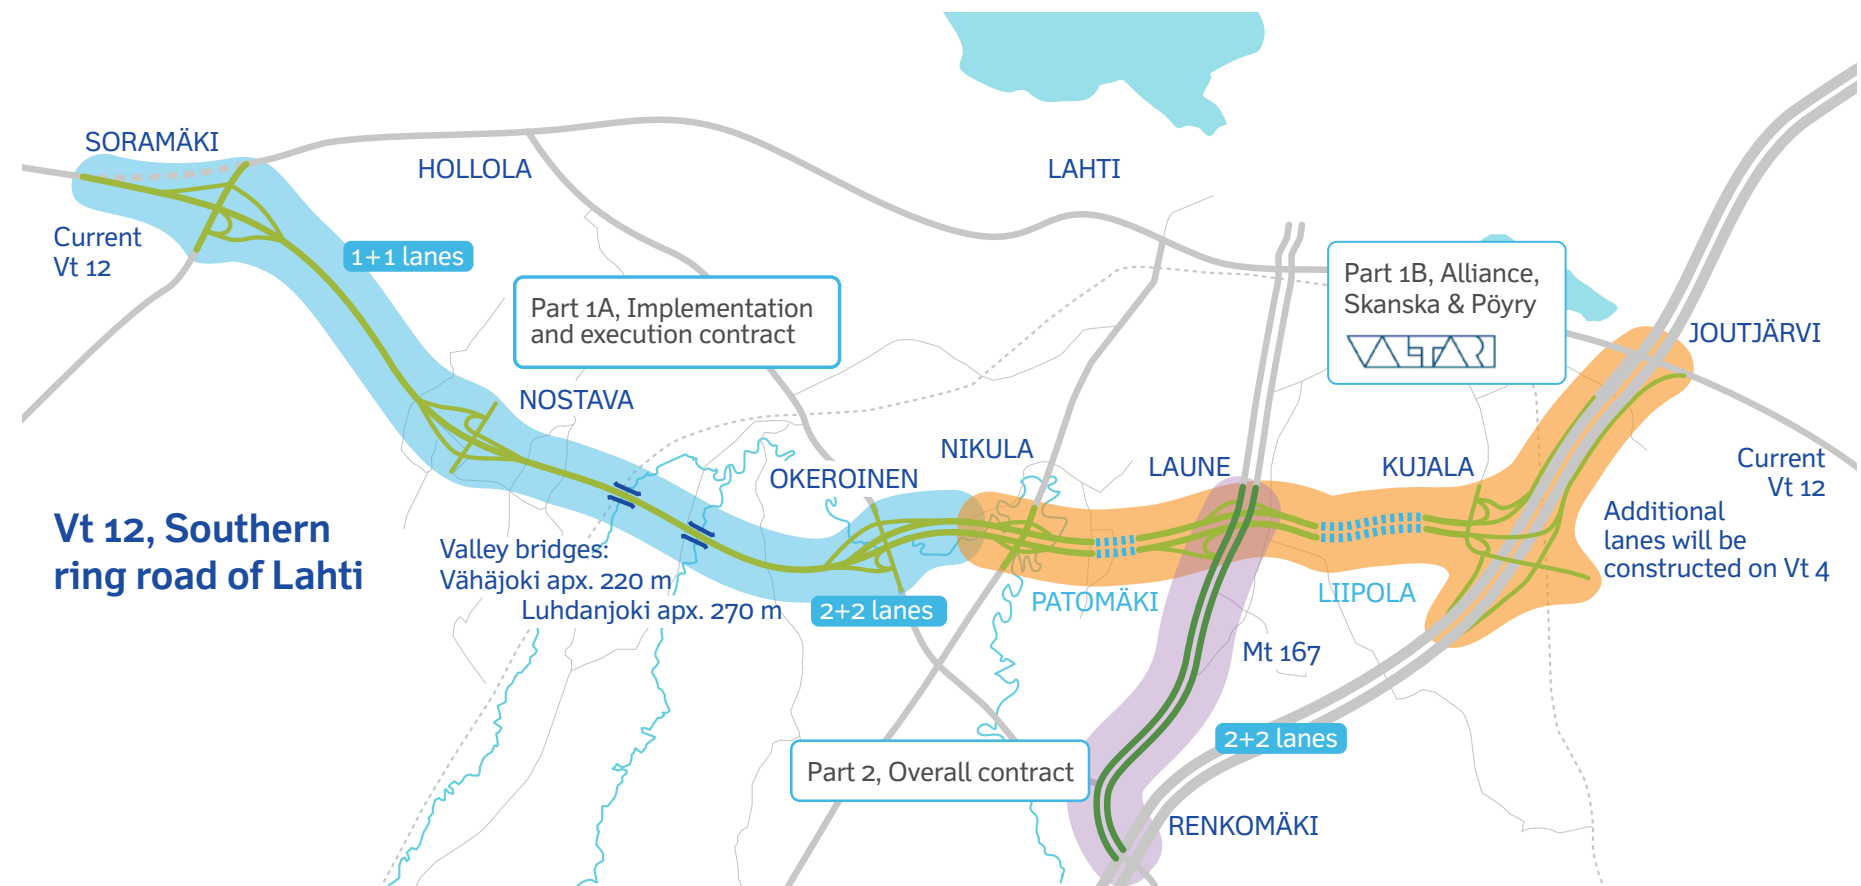 SORAMÄKI
HOLLOLA
LAHTI
Current
Vt 12
1+1 lanes
Part 1A, Implementation
and execution contract
Part 1B, Alliance,
Skanska & Pöyry
VALTARI
JOUTJÄRVI
NOSTAVA
NIKULA
OKEROINEN
LAUNE
KUJALA
Current
Vt 12
Vt 12, Southern
ring road of Lahti
Valley bridges:
Vähäjoki apx. 220 m
Luhdanjoki apx. 270 m
2+2 lanes
PATOMÄKI
LIIPOLA
Additional
lanes will be
constructed on Vt 4
Mt 167
2+2 lanes
Part 2, Overall contract
RENKOMÄKI